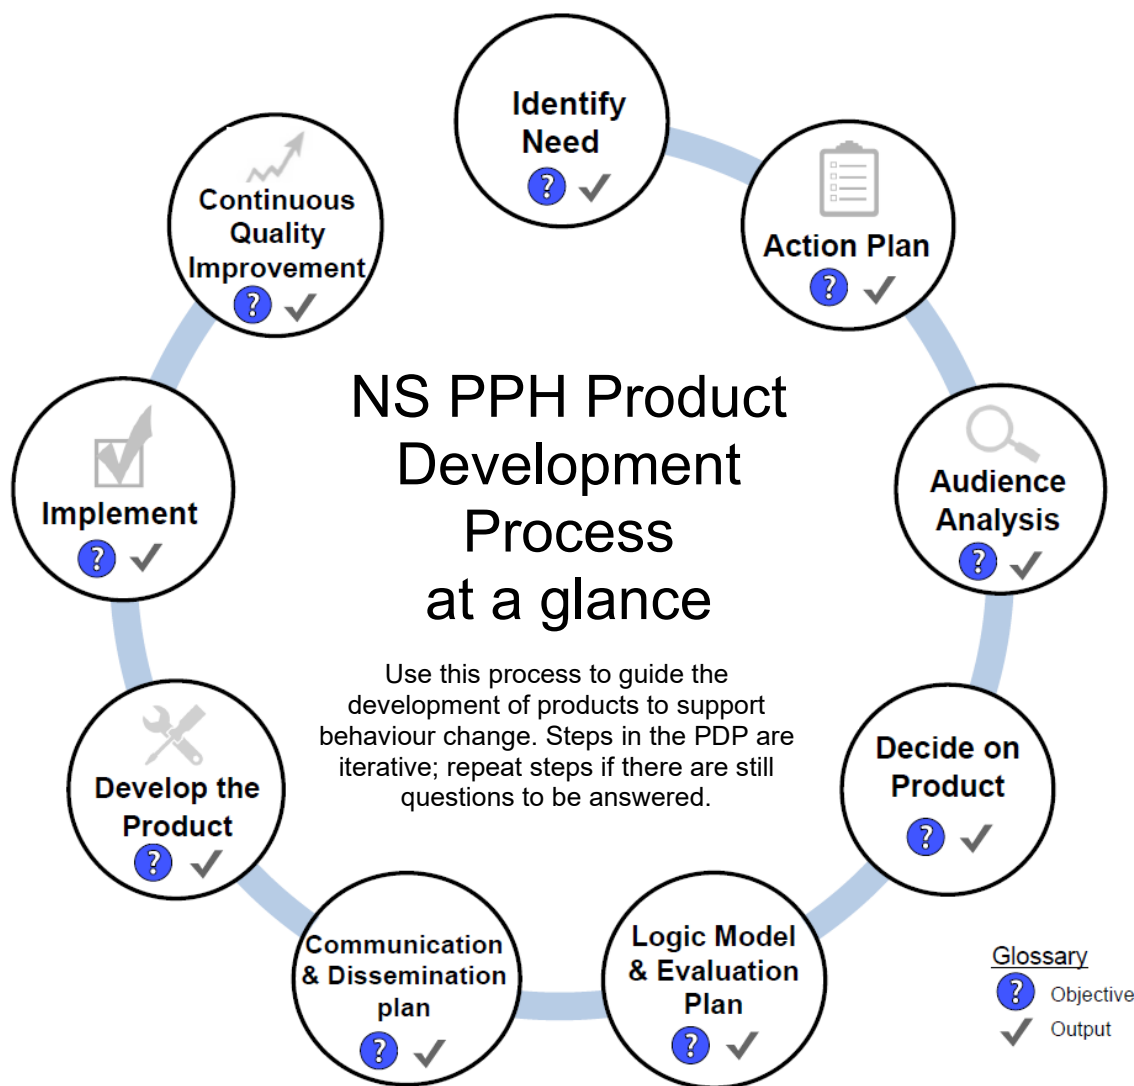 Identify
Need
?
Action Plan
?
Audience
Analysis
?
Decide on
Product
?
Logic Model
& Evaluation
Plan
?
Communication
& Dissemination
plan
?
Develop the
Product
?
Implement
?
Continuous
Quality
Improvement
?
NS PPH Product
Development
Process
at a glance
Use this process to guide the
development of products to support
behaviour change. Steps in the PDP are
iterative; repeat steps if there are still
questions to be answered.
Glossary
? Objective
Output